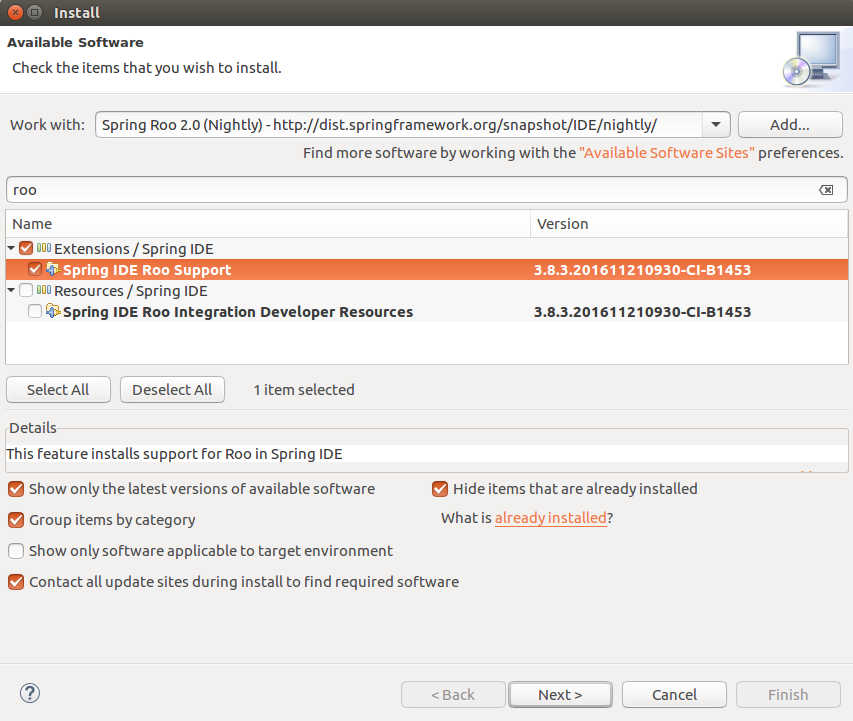 Install
Available Software
Check the items that you wish to install.
Work with: Spring Roo 2.0 (Nightly) - http://dist.springframework.org/snapshot/IDE/nightly/ Add...
Find more software by working with the "Available Software Sites" preferences.
roo
Name Version
Extensions / Spring IDE
Spring IDE Roo Support 3.8.3.201611210930-CI-B1453
Resources / Spring IDE
Spring IDE Roo Integration Developer Resources 3.8.3.201611210930-CI-B1453
Select All Deselect All 1 item selected
Details
This feature installs support for Roo in Spring IDE
Show only the latest versions of available software Hide items that are already installed
Group items by category What is already installed?
Show only software applicable to target environment
Contact all update sites during install to find required software
? < Back Next > Cancel Finish